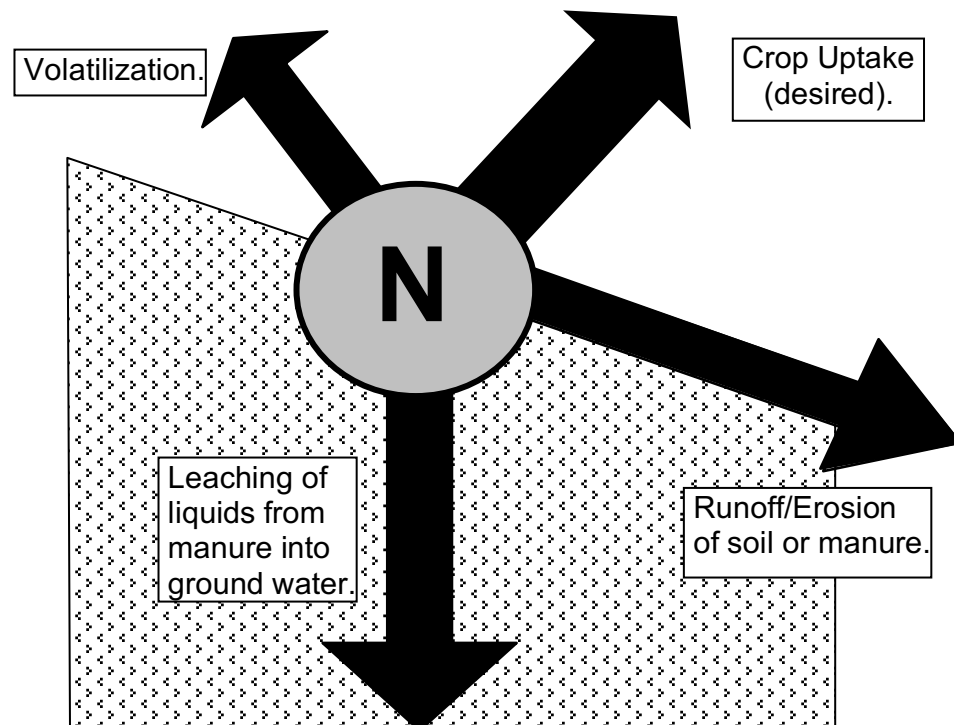 Volatilization.
Crop Uptake
(desired).
N
Leaching of
liquids from
manure into
ground water.
Runoff/Erosion
of soil or manure.